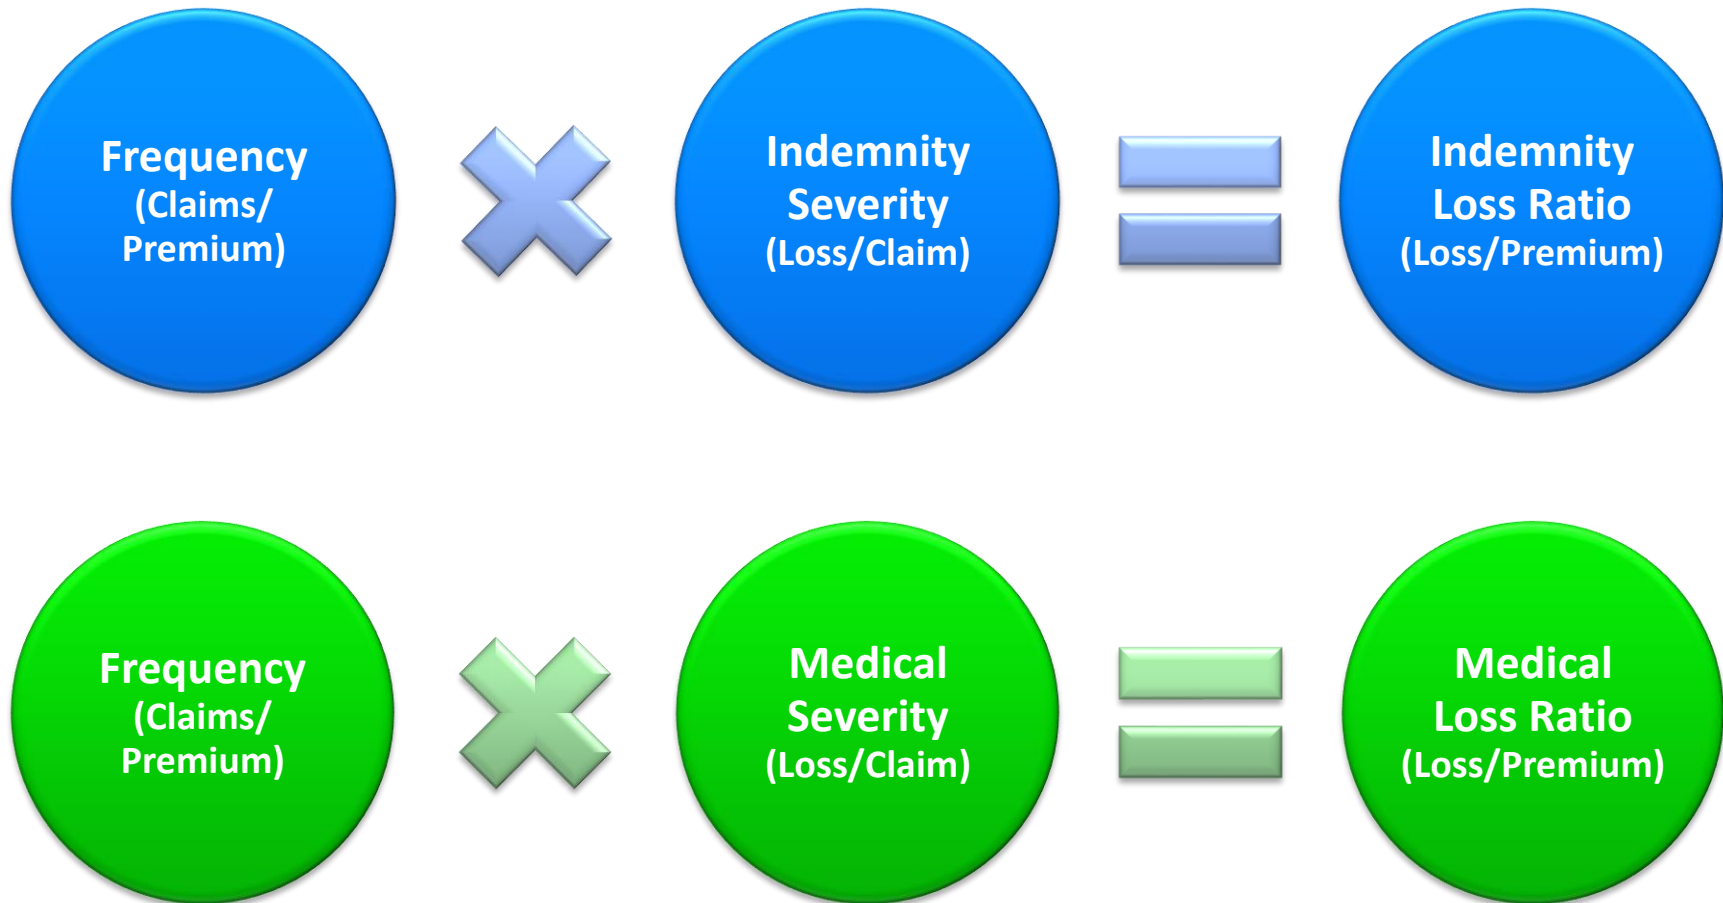 Frequency
(Claims/
Premium)
Indemnity
Severity
(Loss/Claim)
Indemnity
Loss Ratio
(Loss/Premium)
Frequency
(Claims/
Premium)
Medical
Severity
(Loss/Claim)
Medical
Loss Ratio
(Loss/Premium)